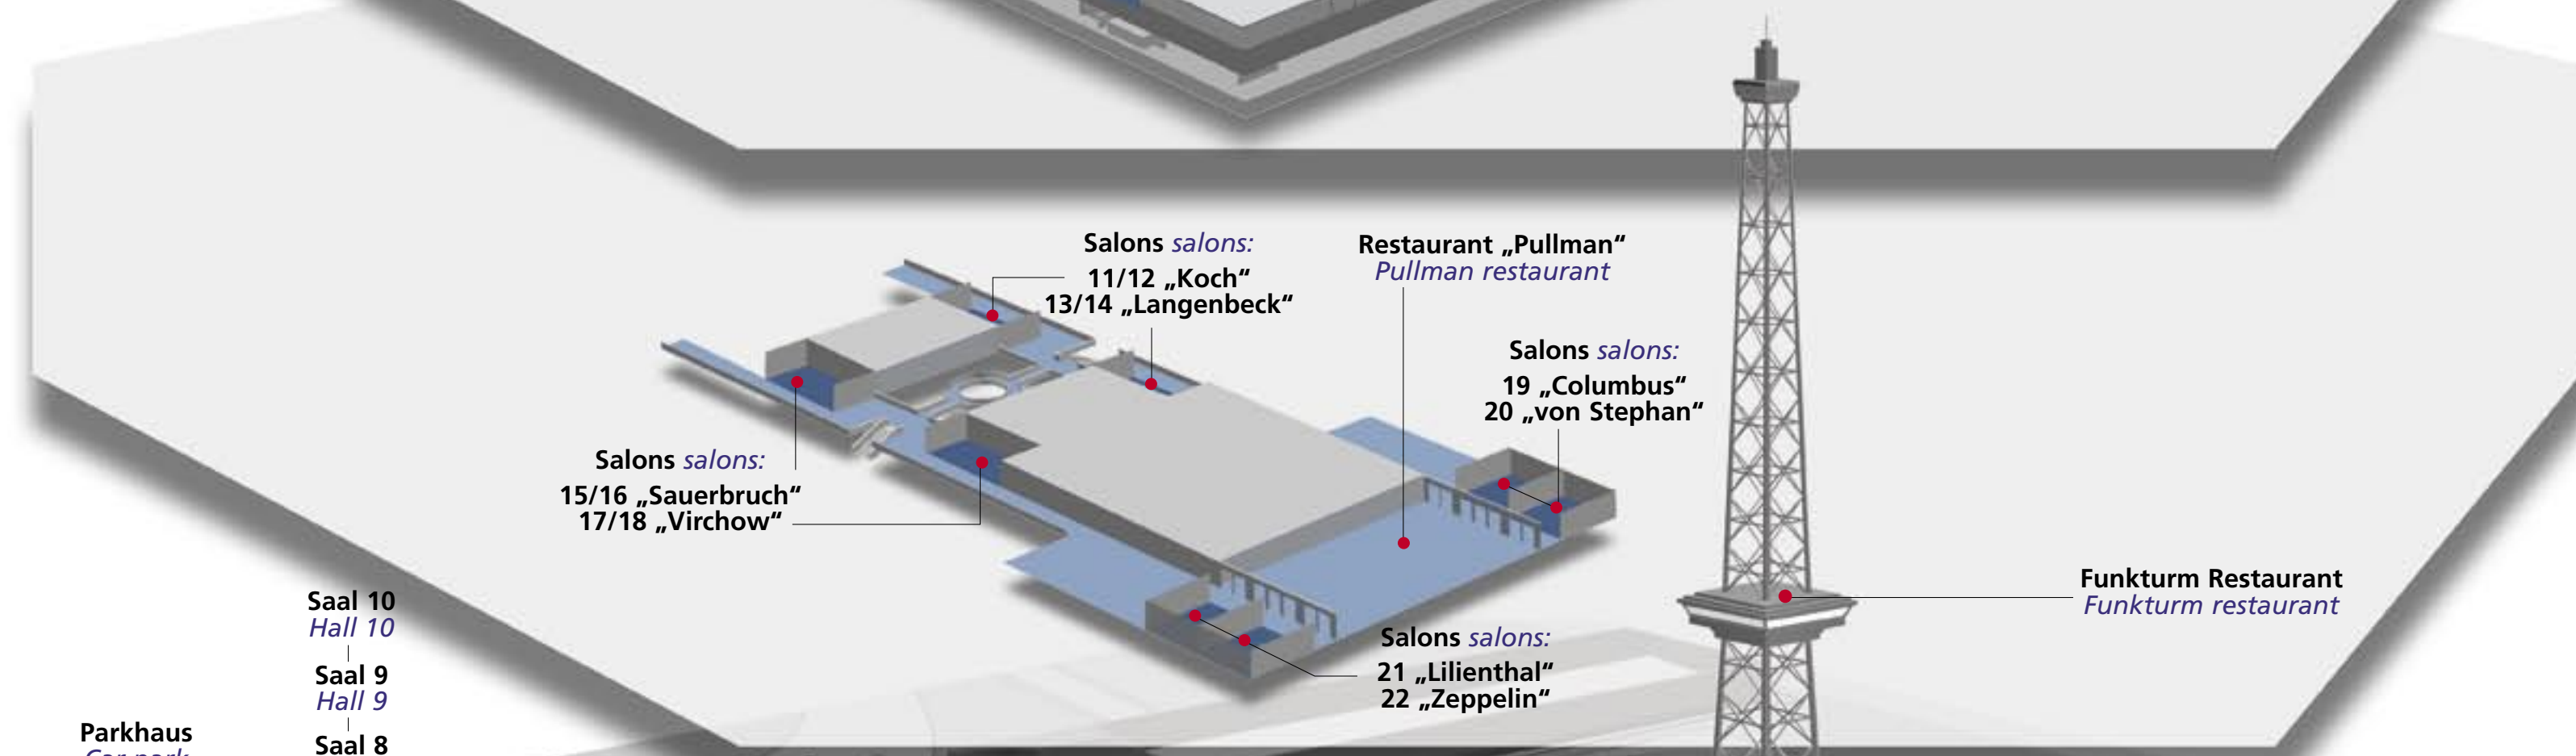 Salons salons:
11/12 „Koch“
13/14 „Langenbeck“
Restaurant „Pullman“
Pullman restaurant
Salons salons:
19 „Columbus“
20 „von Stephan“
Salons salons:
15/16 „Sauerbruch“
17/18 „Virchow“
Funkturm Restaurant
Funkturm restaurant
Saal 10
Hall 10
Salons salons:
21 „Lilienthal“
22 „Zeppelin“
Saal 9
Hall 9
Parkhaus
Car park
Saal 8